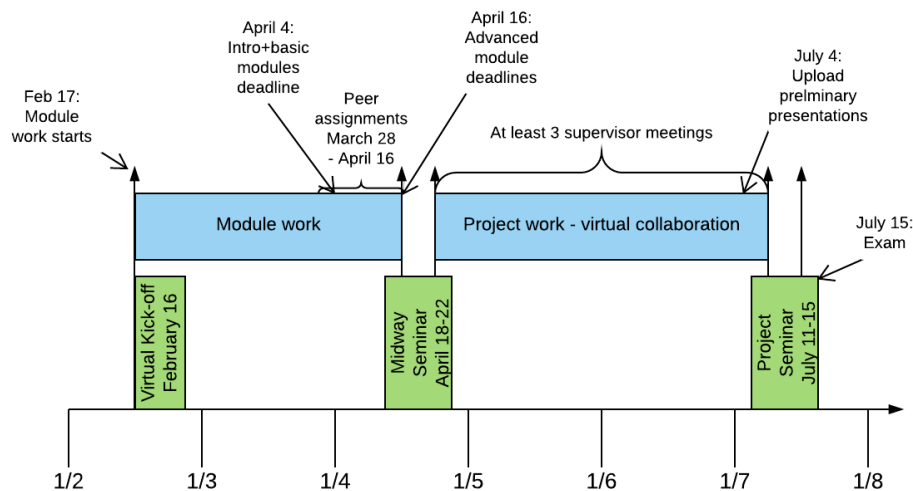 Feb 17:
Module
work starts
April 4:
Intro+basic
modules
deadline
Peer
assignments
March 28
- April 16
April 16:
Advanced
module
deadlines
At least 3 supervisor meetings
July 4:
Upload
prelminary
presentations
July 15:
Exam
Module work
Project work - virtual collaboration
Virtual Kick-off
February 16
Midway
Seminar
April 18-22
Project
Seminar
July 11-15
1/2
1/3
1/4
1/5
1/6
1/7
1/8